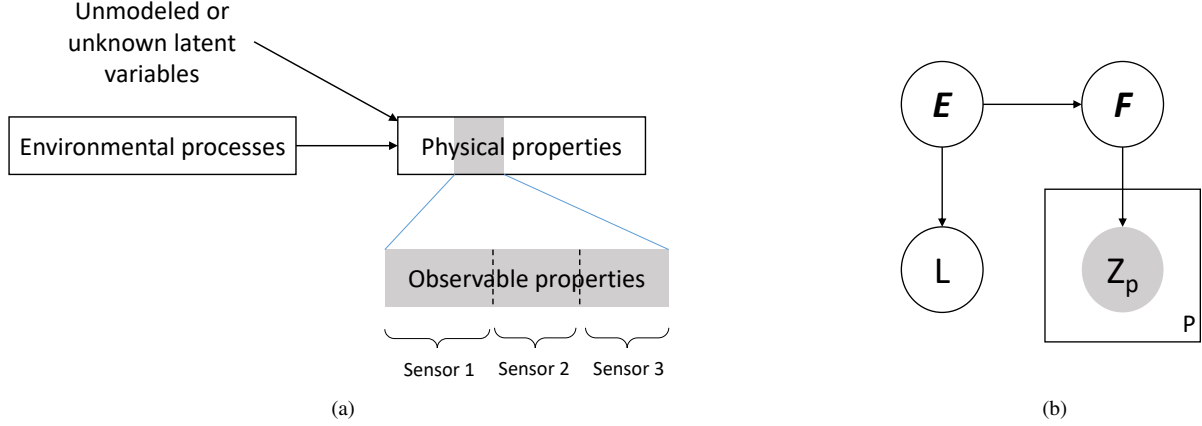 Unmodeled or
unknown latent
variables
Environmental processes
Physical properties
Observable properties
Sensor 1
Sensor 2
Sensor 3
(a)
E
F
L
Zp
P
(b)